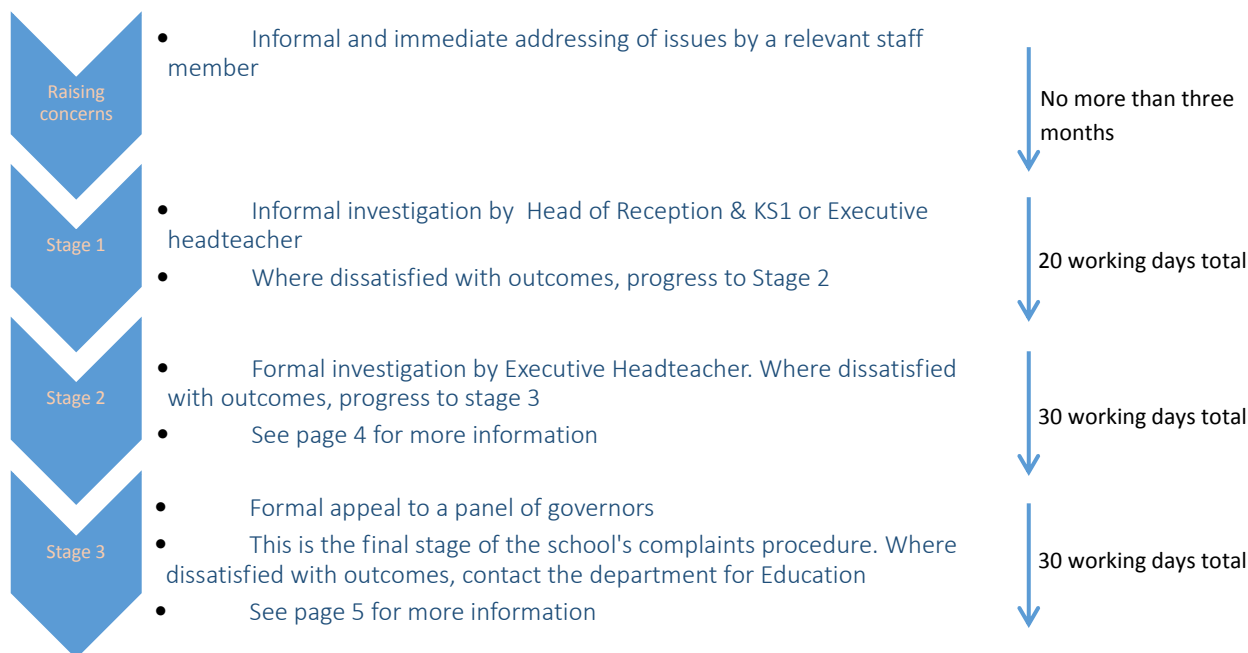 Raising
concerns
• Informal and immediate addressing of issues by a relevant staff
member
No more than three
months
Stage 1
• Informal investigation by Head of Reception & KS1 or Executive
headteacher
• Where dissatisfied with outcomes, progress to Stage 2
20 working days total
Stage 2
• Formal investigation by Executive Headteacher. Where dissatisfied
with outcomes, progress to stage 3
• See page 4 for more information
30 working days total
Stage 3
• Formal appeal to a panel of governors
• This is the final stage of the school's complaints procedure. Where
dissatisfied with outcomes, contact the department for Education
• See page 5 for more information
30 working days total